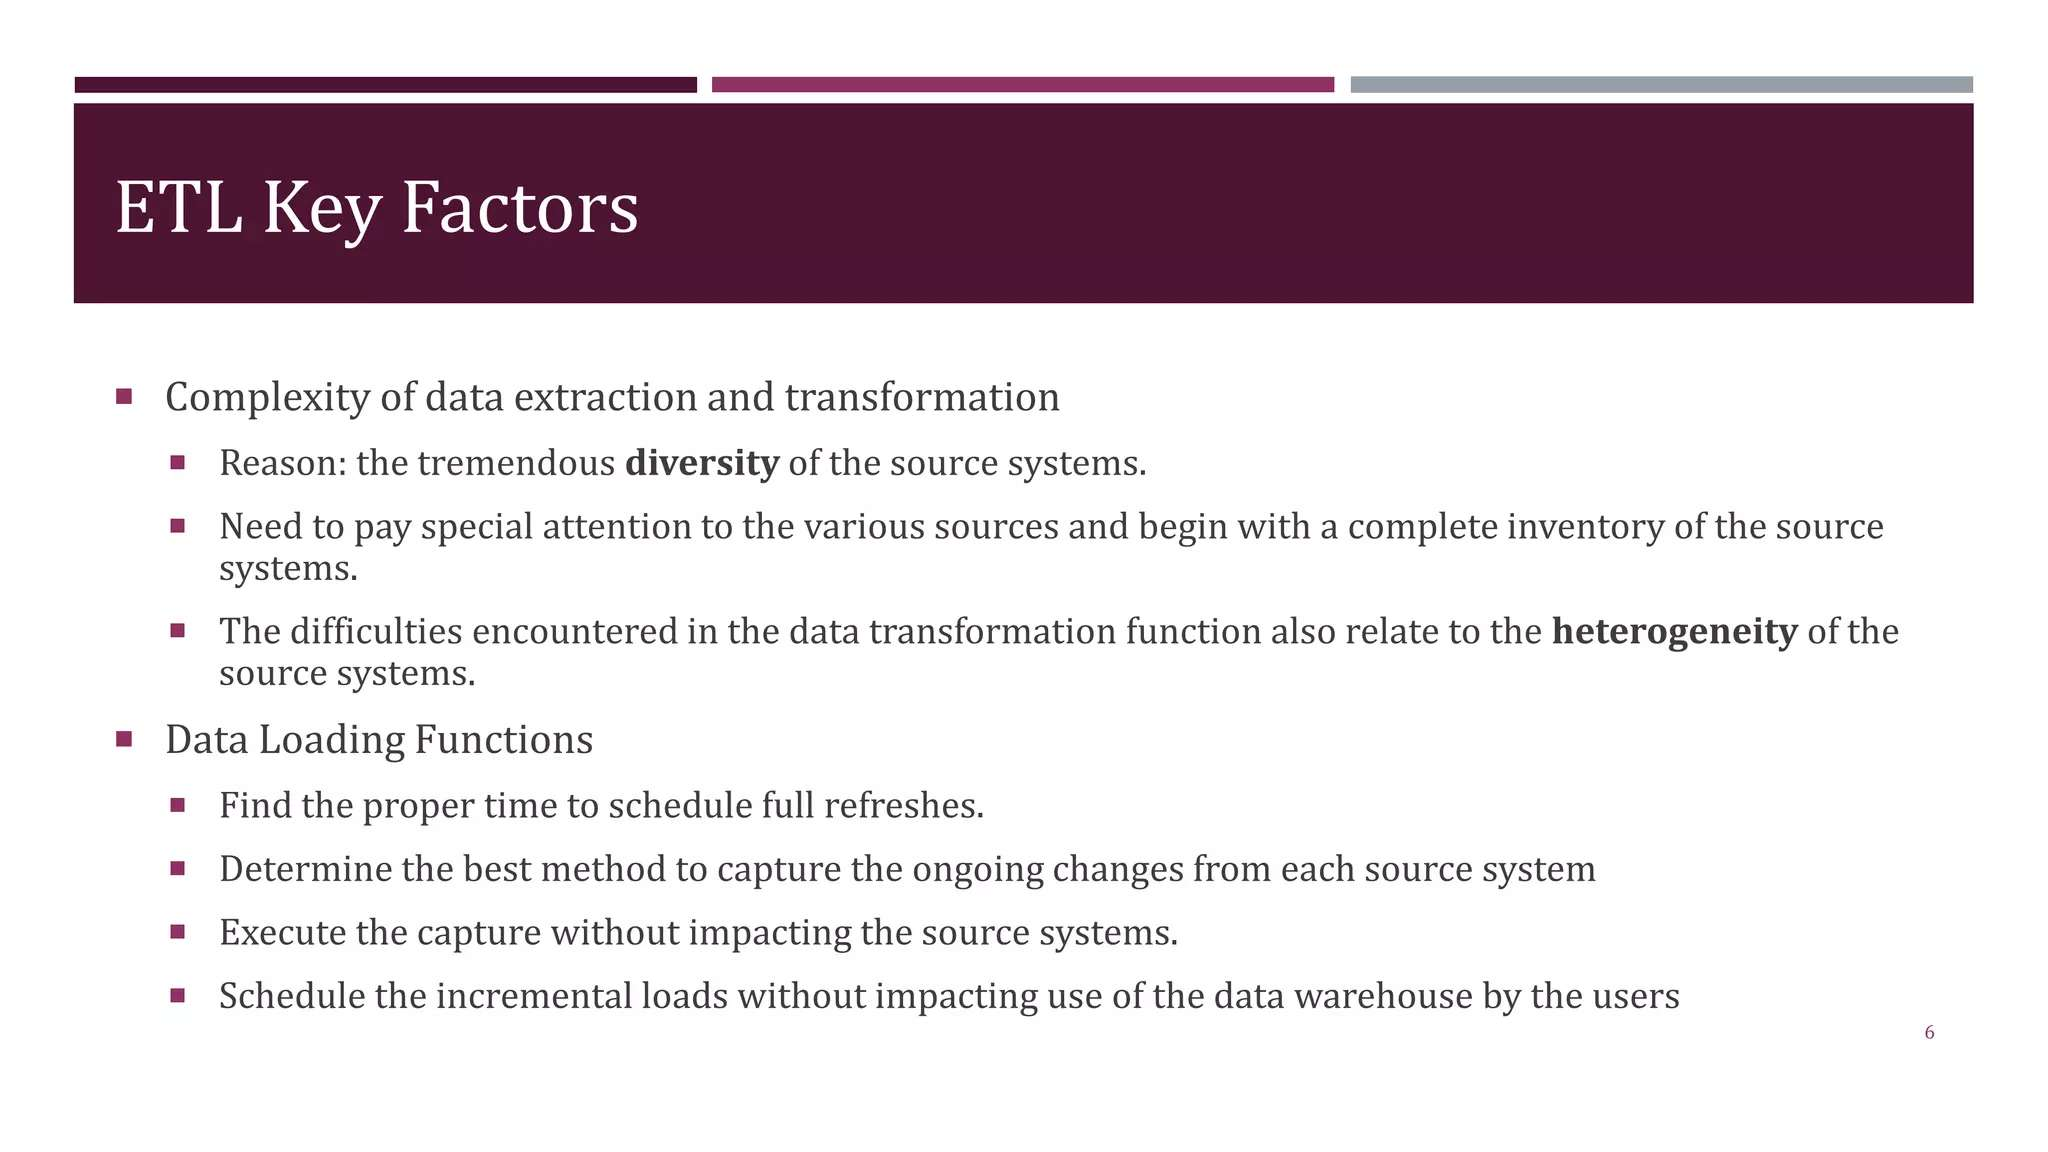 ETL Key Factors
Complexity of data extraction and transformation
Reason: the tremendous diversity of the source systems.
Need to pay special attention to the various sources and begin with a complete inventory of the source
systems.
The difficulties encountered in the data transformation function also relate to the heterogeneity of the
source systems.
Data Loading Functions
Find the proper time to schedule full refreshes.
Determine the best method to capture the ongoing changes from each source system
Execute the capture without impacting the source systems.
Schedule the incremental loads without impacting use of the data warehouse by the users
6